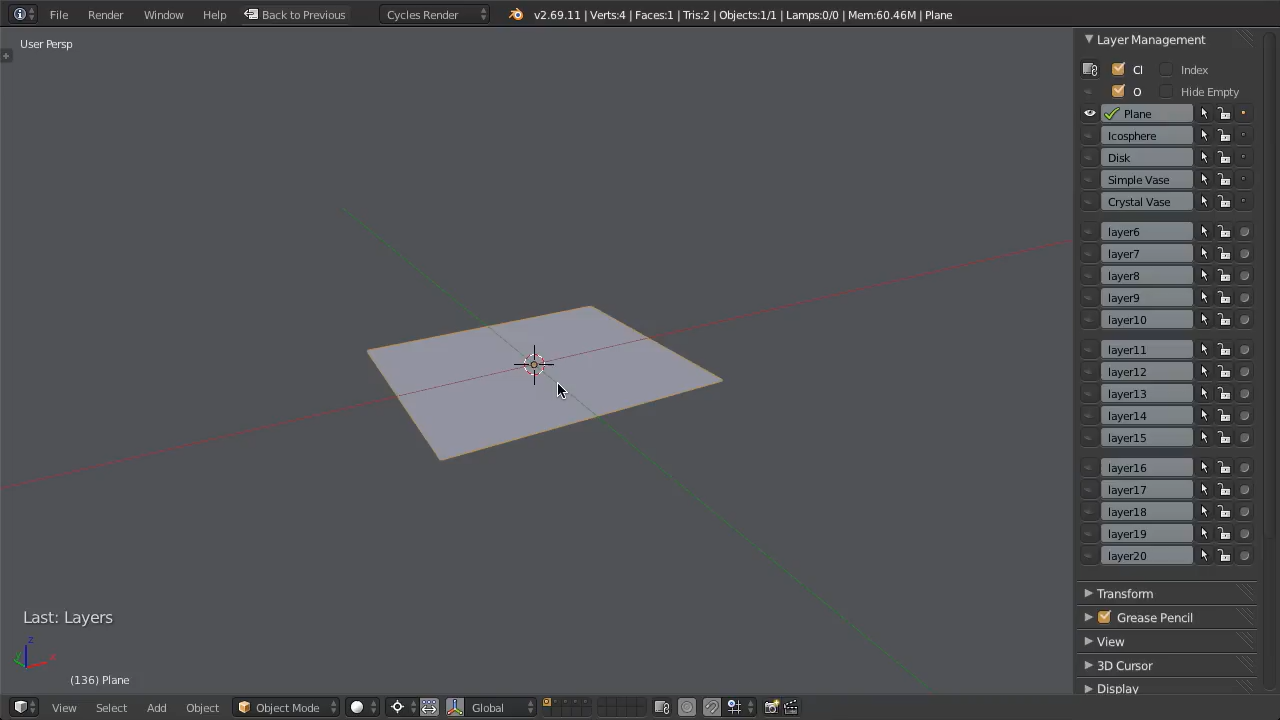 File Render Window Help Back to Previous Cycles Render v2.69.11 | Verts:4 | Faces:1 | Tris:2 | Objects:1/1 | Lamps:0/0 | Mem:60.46M | Plane
User Persp
Layer Management
Cl Index
O Hide Empty
Plane
Icosphere
Disk
Simple Vase
Crystal Vase
layer6
layer7
layer8
layer9
layer10
layer11
layer12
layer13
layer14
layer15
layer16
layer17
layer18
layer19
layer20
Transform
Grease Pencil
View
3D Cursor
Display
Last: Layers
z
y x
(136) Plane
View Select Add Object Object Mode Global